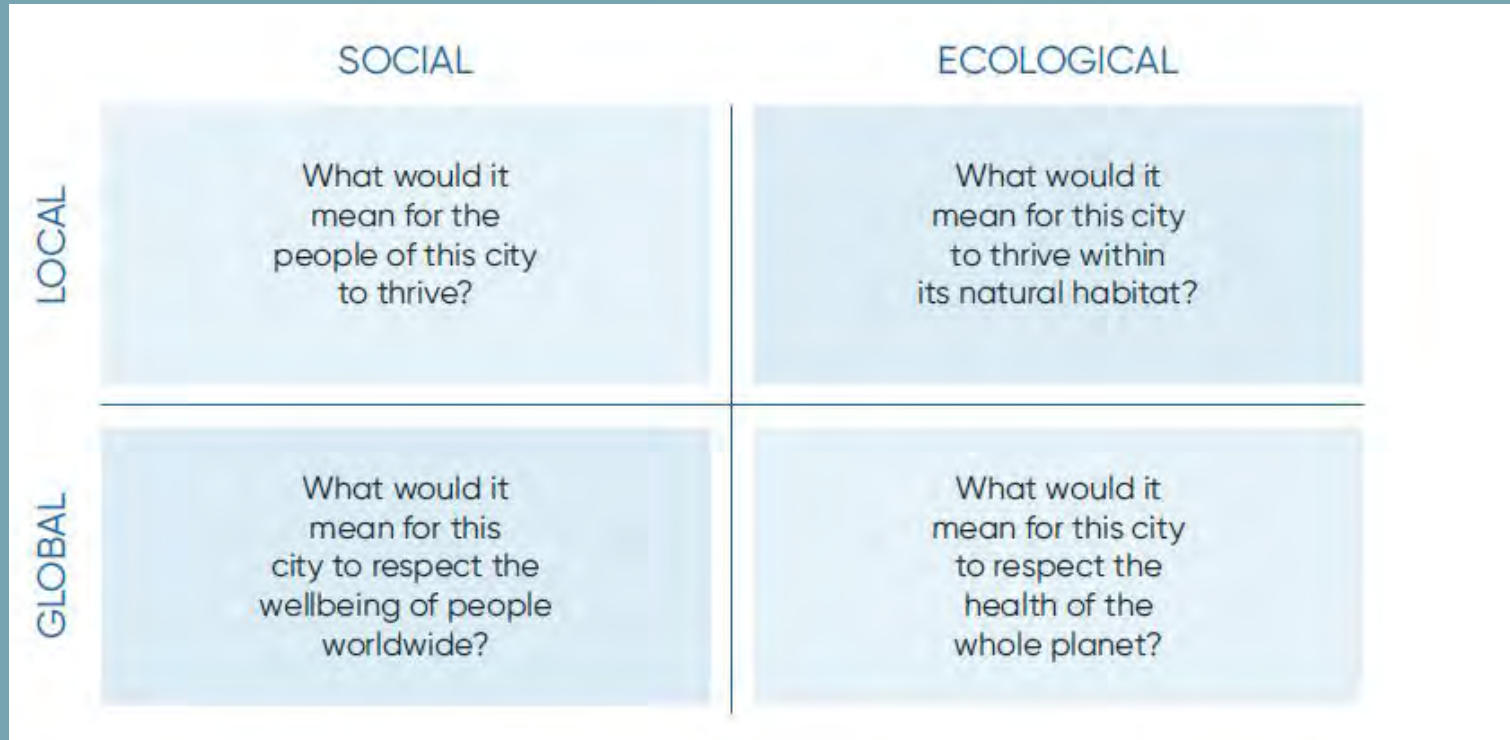 SOCIAL
ECOLOGICAL
LOCAL
What would it
mean for the
people of this city
to thrive?
What would it
mean for this city
to thrive within
its natural habitat?
GLOBAL
What would it
mean for this
city to respect the
wellbeing of people
worldwide?
What would it
mean for this city
to respect the
health of the
whole planet?